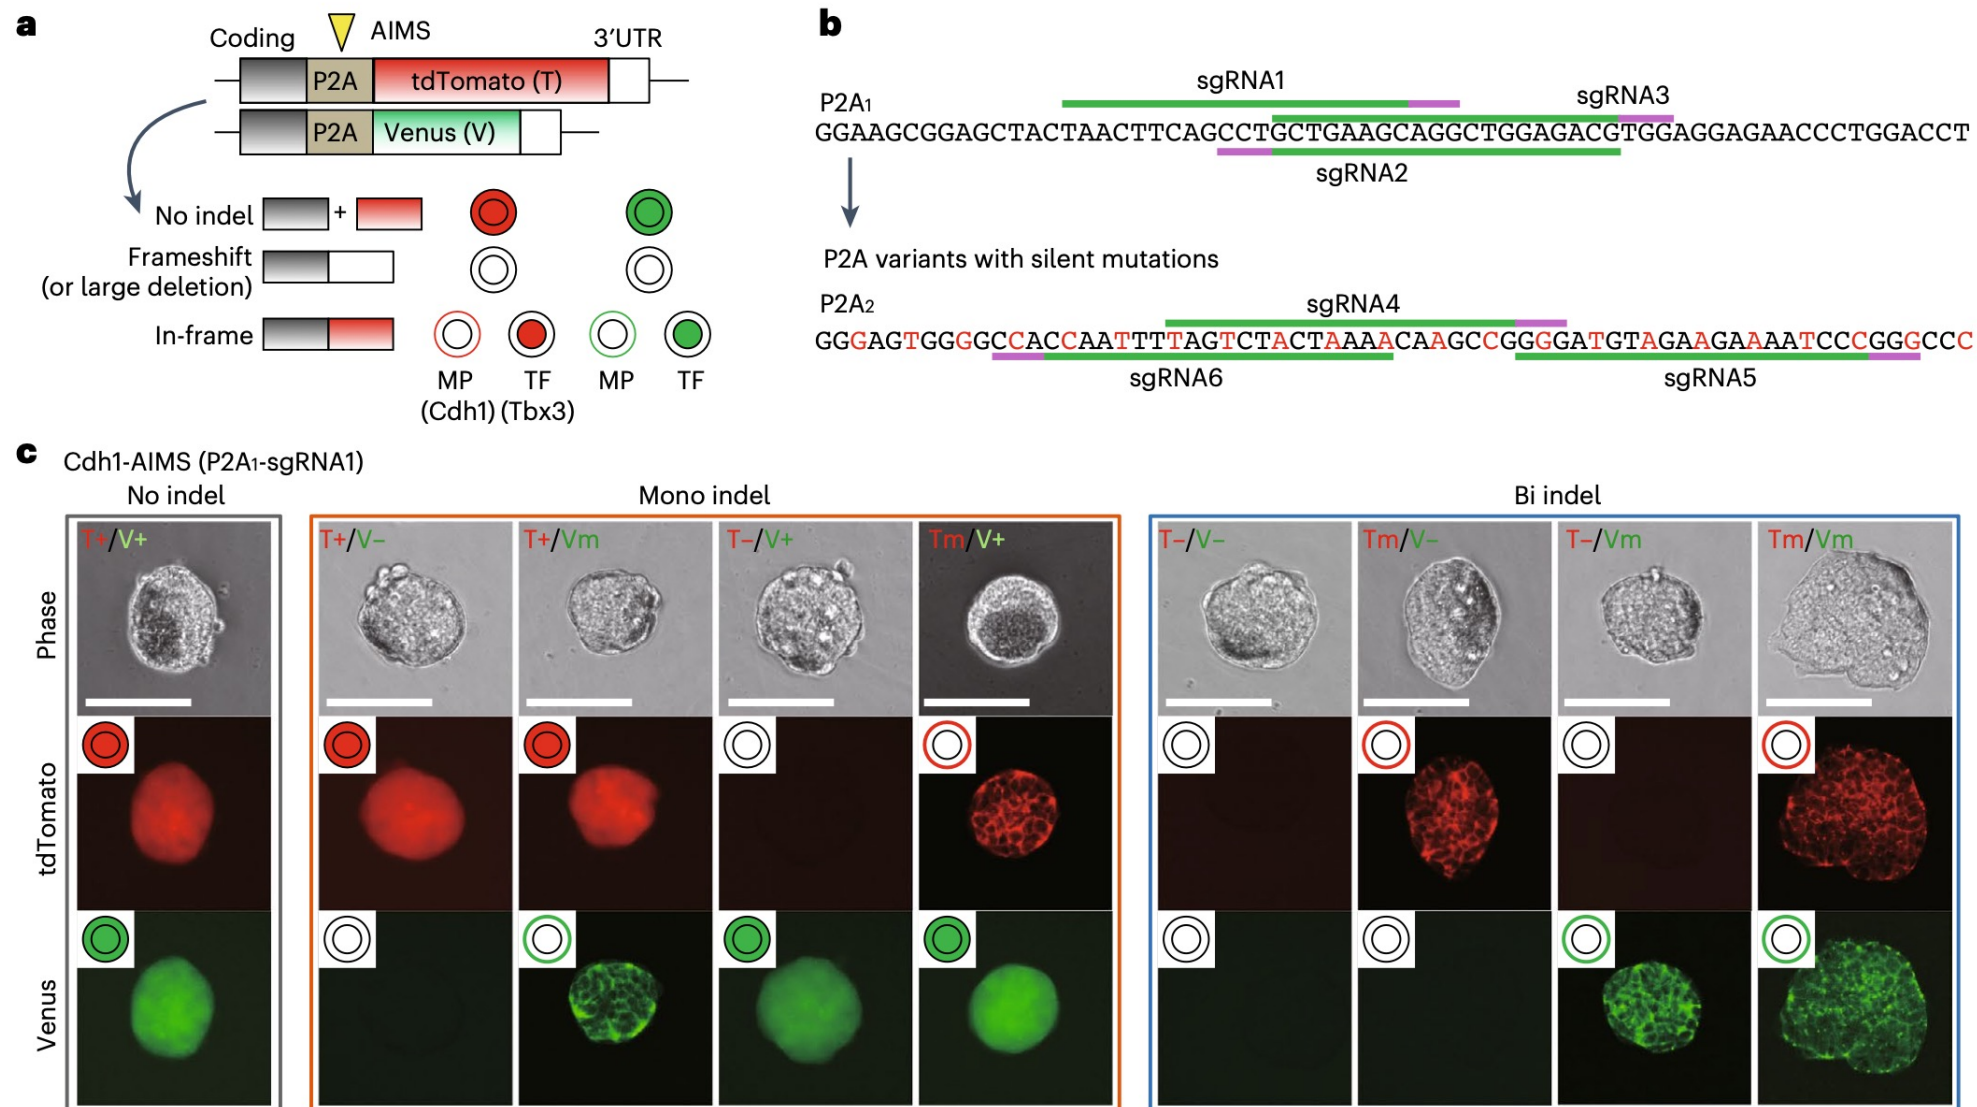 a
AIMS
Coding
3′UTR
P2A
tdTomato (T)
P2A
Venus (V)
No indel
+
Frameshift
(or large deletion)
In-frame
MP
TF
MP
TF
(Cdh1)
(Tbx3)
b
sgRNA1
sgRNA3
P2A1
GGAAGCGGAGCTACTAACTTCAGCCTGCTGAAGCAGGCTGGAGACGTGGAGGAGAACCCTGGACCT
sgRNA2
P2A variants with silent mutations
P2A2
sgRNA4
GGGAGTGGGGCCACCAATTTTAGTCTACTAAAACAAGCCGGGGATGTAGAAGAAAATCCCGGGCCC
sgRNA6
sgRNA5
c
Cdh1-AIMS (P2A1-sgRNA1)
No indel
Mono indel
Bi indel
T+/V+
T+/V−
T+/Vm
T−/V+
Tm/V+
T−/V−
Tm/V−
T−/Vm
Tm/Vm
Phase
tdTomato
Venus